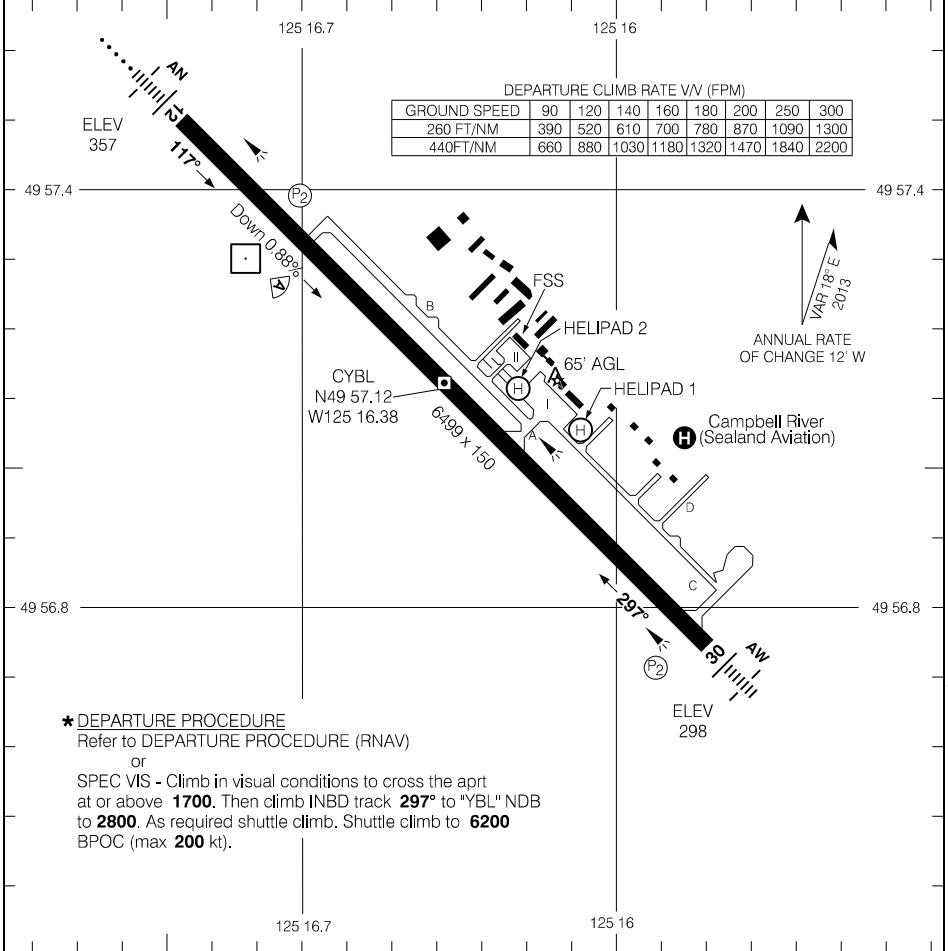 125 16.7
125 16
AN
12
ELEV
357
117°
DEPARTURE CLIMB RATE V/V (FPM)
GROUND SPEED 90 120 140 160 180 200 250 300
260 FT/NM 390 520 610 700 780 870 1090 1300
440FT/NM 660 880 1030 1180 1320 1470 1840 2200
49 57.4
49 57.4
P2
Down 0.88%
A
B
FSS
HELIPAD 2
II
65' AGL
H
I
HELIPAD 1
H
VAR 18° E
2013
ANNUAL RATE
OF CHANGE 12' W
CYBL
N49 57.12
W125 16.38
6499 x 150
A
H
Campbell River
(Sealand Aviation)
D
C
49 56.8
49 56.8
297°
P2
30
AW
ELEV
298
* DEPARTURE PROCEDURE
Refer to DEPARTURE PROCEDURE (RNAV)
or
SPEC VIS - Climb in visual conditions to cross the aprt
at or above 1700. Then climb INBD track 297° to "YBL" NDB
to 2800. As required shuttle climb. Shuttle climb to 6200
BPOC (max 200 kt).
125 16.7
125 16